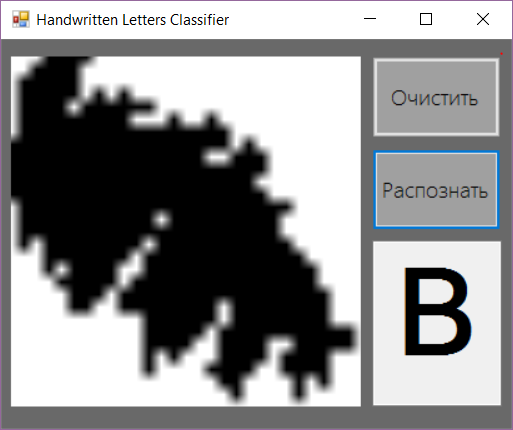 Handwritten Letters Classifier
Очистить
Распознать
В